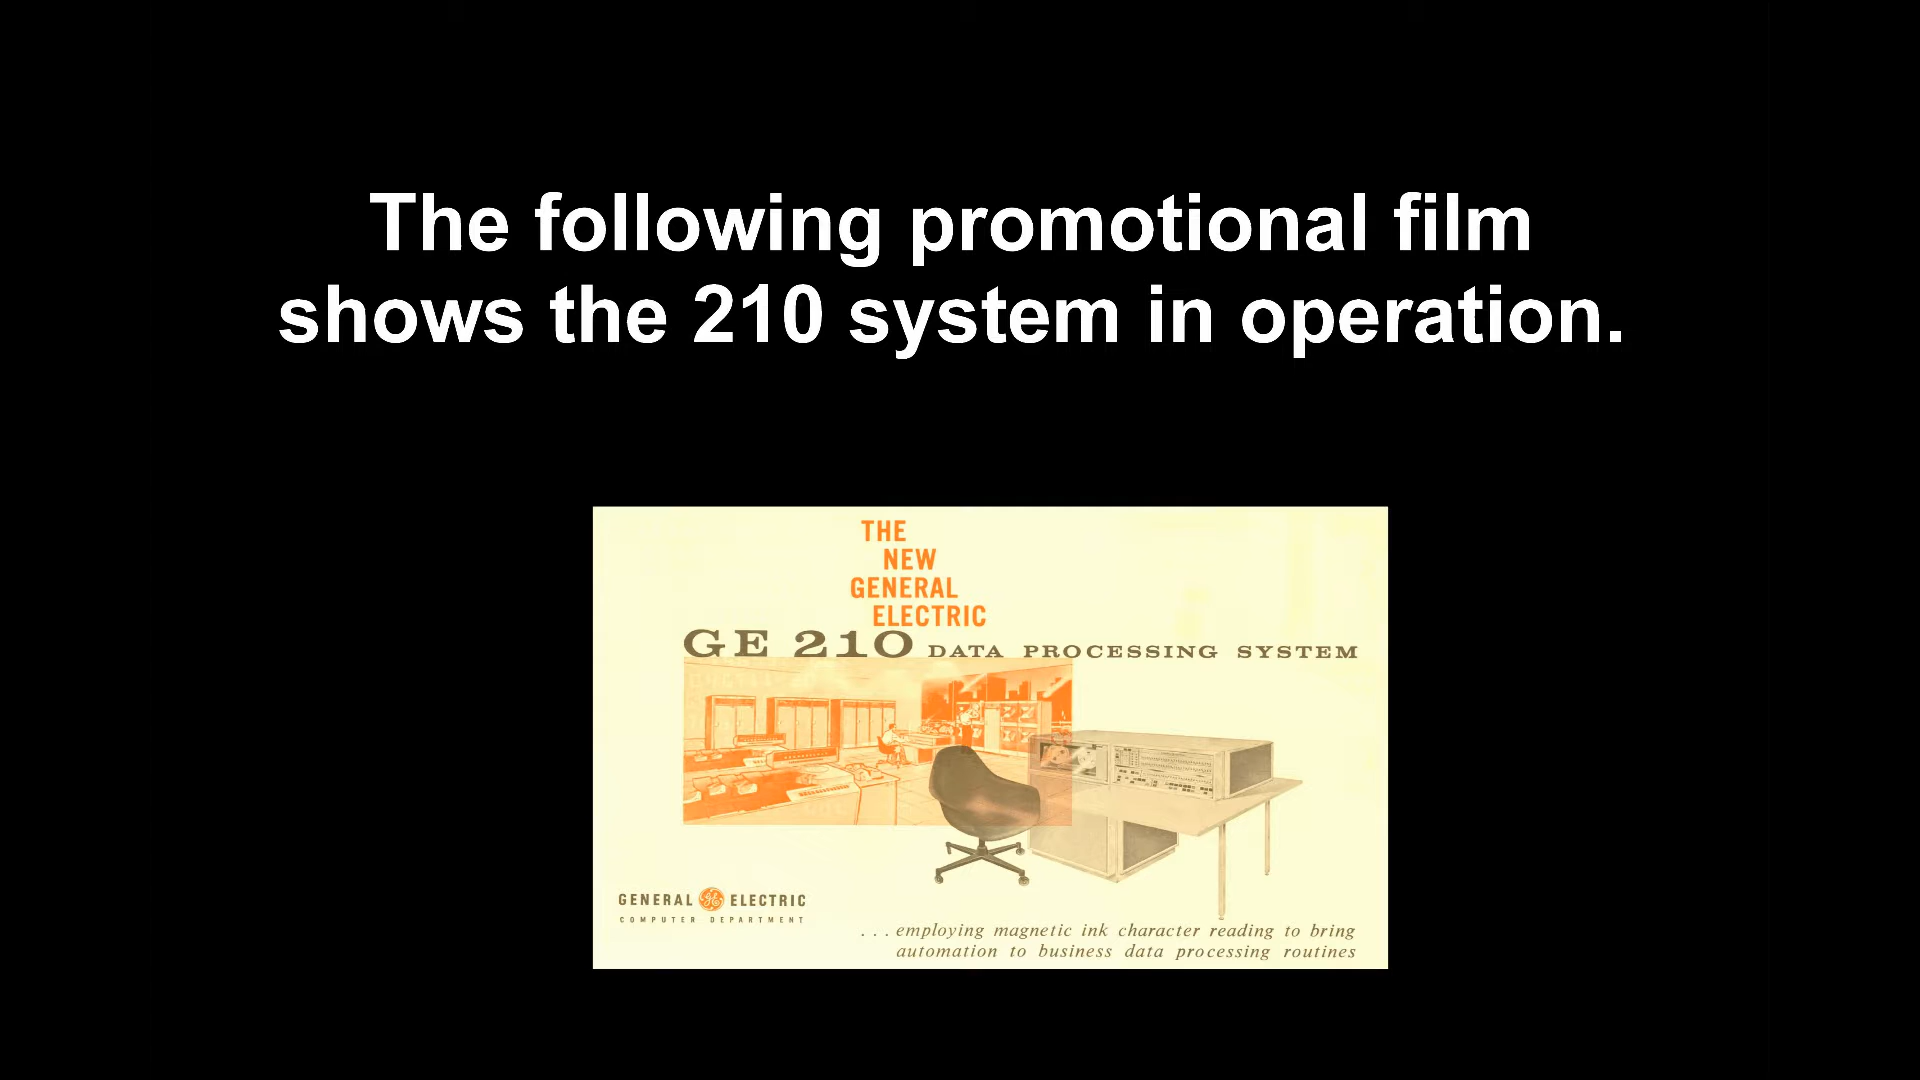 The following promotional film
shows the 210 system in operation.
THE
NEW
GENERAL
ELECTRIC
GE 210 DATA PROCESSING SYSTEM
GENERAL GE ELECTRIC
COMPUTER DEPARTMENT
...employing magnetic ink character reading to bring
automation to business data processing routines